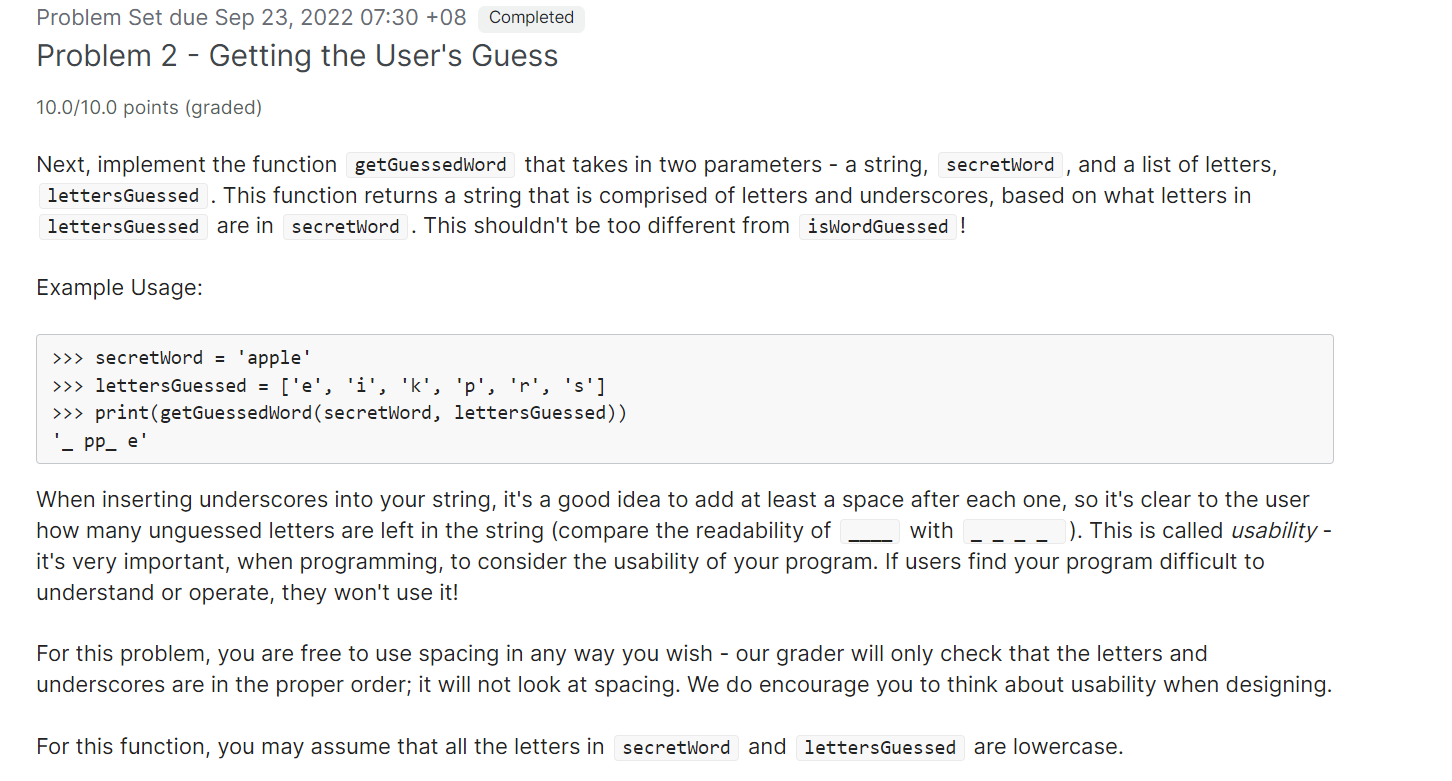 Problem Set due Sep 23, 2022 07:30 +08 Completed
Problem 2 - Getting the User's Guess
10.0/10.0 points (graded)
Next, implement the function getGuessedWord that takes in two parameters - a string, secretWord, and a list of letters,
lettersGuessed. This function returns a string that is comprised of letters and underscores, based on what letters in
lettersGuessed are in secretWord. This shouldn't be too different from isWordGuessed!
Example Usage:
>>> secretWord = 'apple'
>>> lettersGuessed = ['e', 'i', 'k', 'p', 'r', 's']
>>> print(getGuessedWord(secretWord, lettersGuessed))
'_ pp_ e'
When inserting underscores into your string, it's a good idea to add at least a space after each one, so it's clear to the user
how many unguessed letters are left in the string (compare the readability of ____ with _ _ _ _ ). This is called usability -
it's very important, when programming, to consider the usability of your program. If users find your program difficult to
understand or operate, they won't use it!
For this problem, you are free to use spacing in any way you wish - our grader will only check that the letters and
underscores are in the proper order; it will not look at spacing. We do encourage you to think about usability when designing.
For this function, you may assume that all the letters in secretWord and lettersGuessed are lowercase.